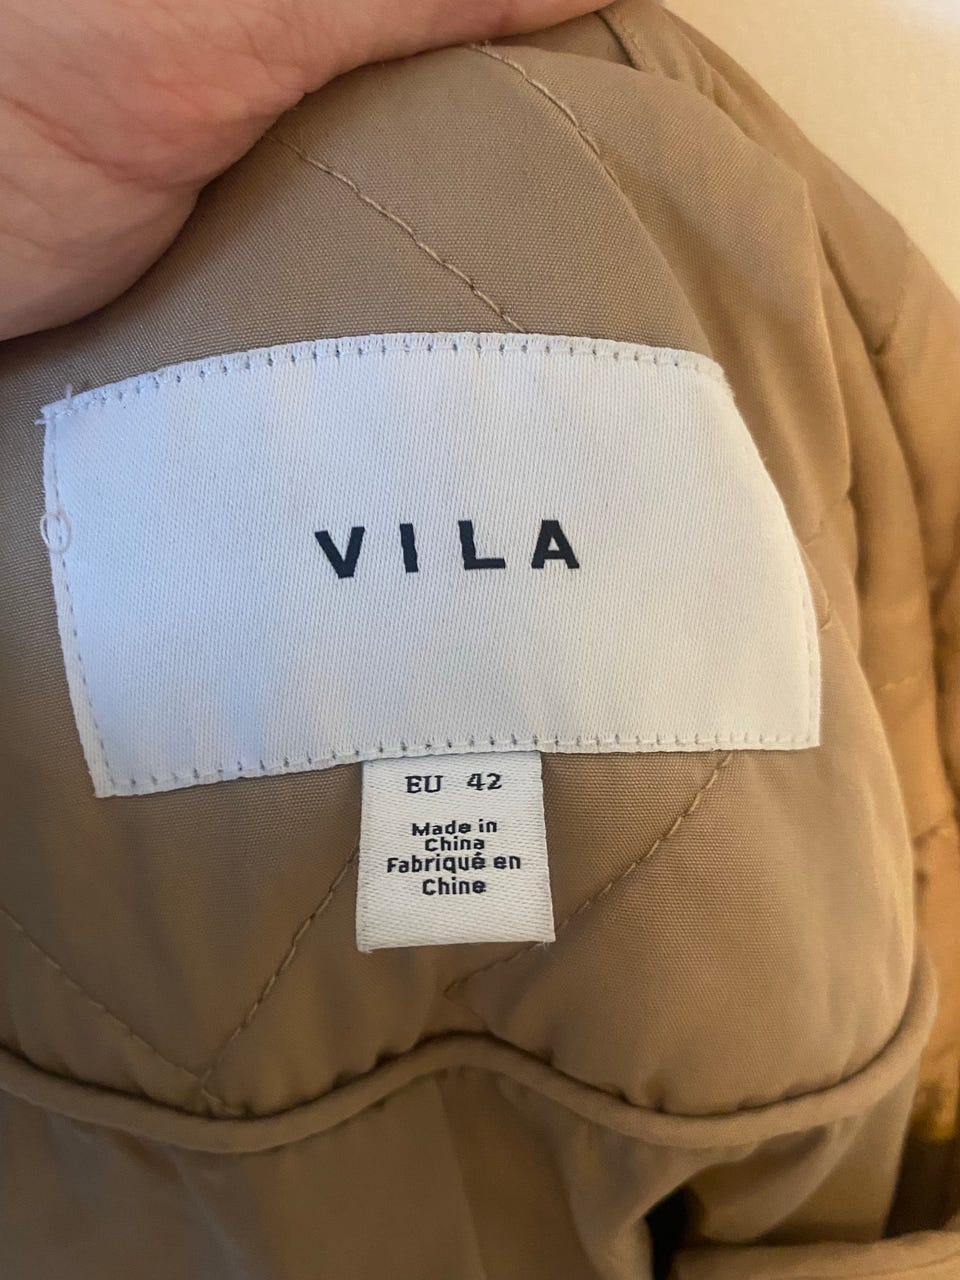 VILA
EU 42
Made in
China
Fabriqué en
Chine